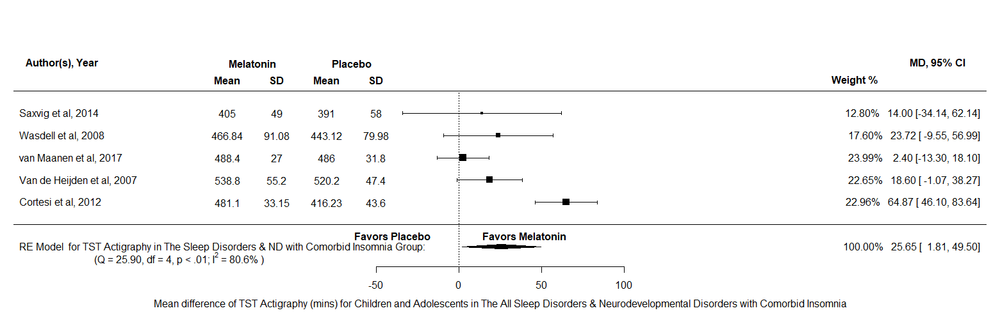 Author(s), Year Melatonin Placebo MD, 95% CI
Mean SD Mean SD Weight %
Saxvig et al, 2014 405 49 391 58 12.80% 14.00 [-34.14, 62.14]
Wasdell et al, 2008 466.84 91.08 443.12 79.98 17.60% 23.72 [ -9.55, 56.99]
van Maanen et al, 2017 488.4 27 486 31.8 23.99% 2.40 [-13.30, 18.10]
Van de Heijden et al, 2007 538.8 55.2 520.2 47.4 22.65% 18.60 [ -1.07, 38.27]
Cortesi et al, 2012 481.1 33.15 416.23 43.6 22.96% 64.87 [ 46.10, 83.64]
Favors Placebo Favors Melatonin
RE Model for TST Actigraphy in The Sleep Disorders & ND with Comorbid Insomnia Group: 100.00% 25.65 [ 1.81, 49.50]
(Q = 25.90, df = 4, p < .01; I² = 80.6% )
-50 0 50 100
Mean difference of TST Actigraphy (mins) for Children and Adolescents in The All Sleep Disorders & Neurodevelopmental Disorders with Comorbid Insomnia